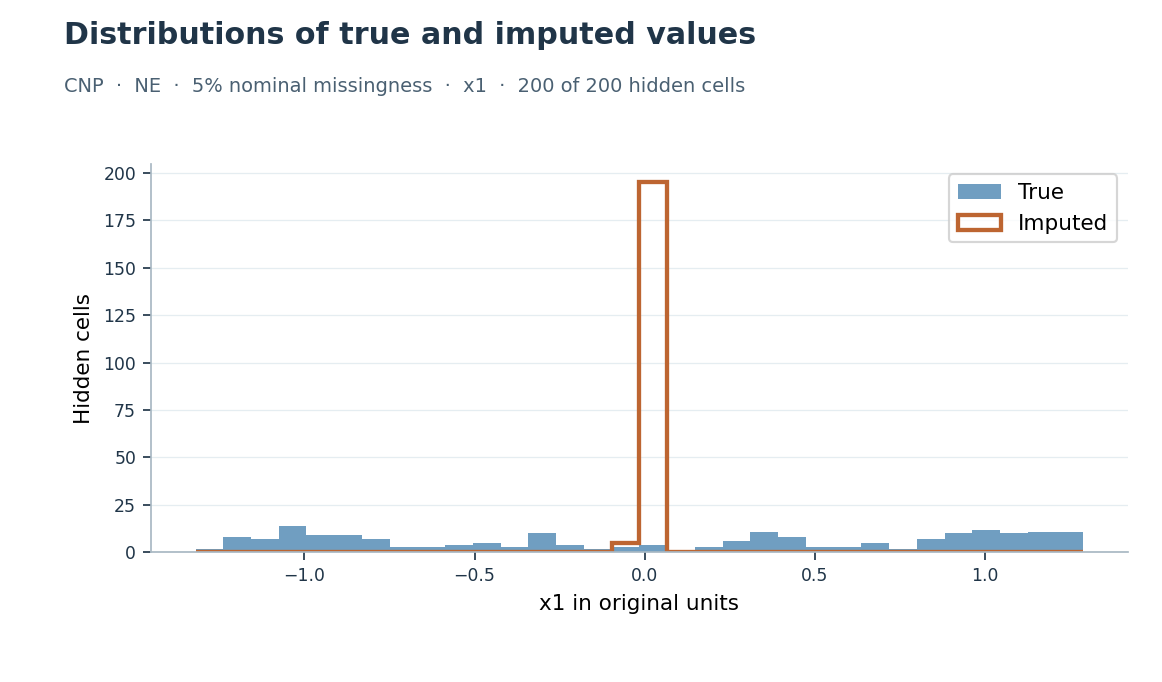 Distributions of true and imputed values
CNP · NE · 5% nominal missingness · x1 · 200 of 200 hidden cells
200
175
150
125
100
75
50
25
0
Hidden cells
True
Imputed
−1.0
−0.5
0.0
0.5
1.0
x1 in original units